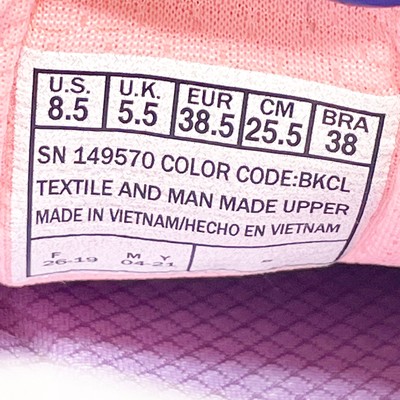 U.S. U.K. EUR CM BRA
8.5 5.5 38.5 25.5 38
SN 149570 COLOR CODE:BKCL
TEXTILE AND MAN MADE UPPER
MADE IN VIETNAM/HECHO EN VIETNAM
F M Y
26-19 04-21 -